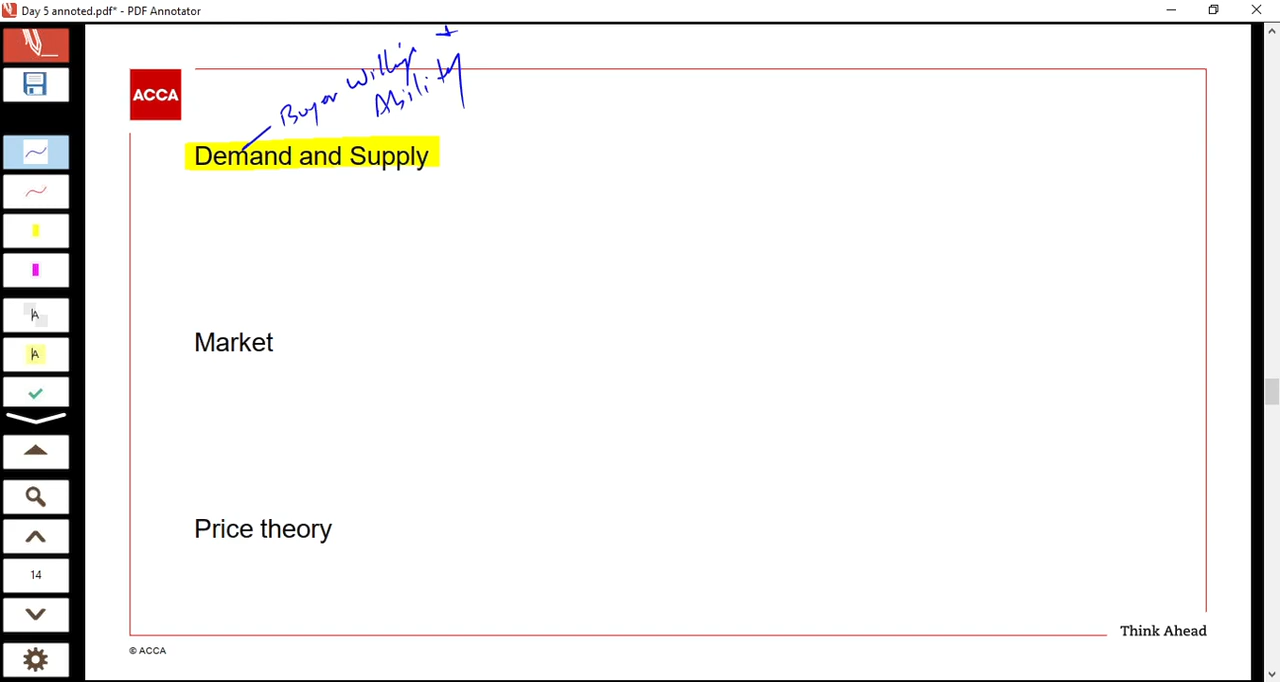 Day 5 annoted.pdf* - PDF Annotator
ACCA
Buyer Willing +
Ability
Demand and Supply
Market
Price theory
14
Think Ahead
© ACCA